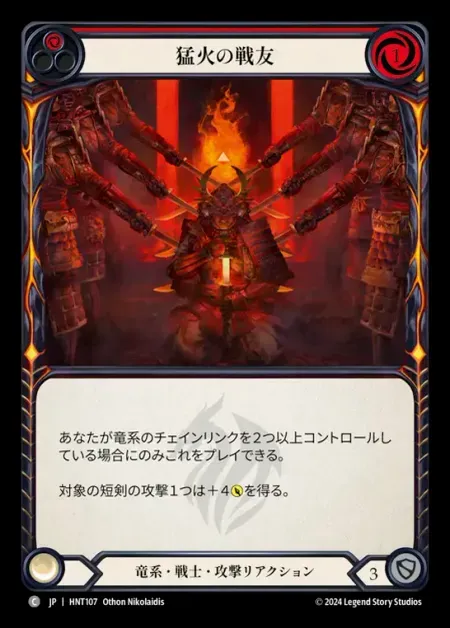 猛火の戦友
1
あなたが竜系のチェインリンクを2つ以上コントロールし
ている場合にのみこれをプレイできる。
対象の短剣の攻撃1つは+4を得る。
竜系・戦士・攻撃リアクション
3
C JP | HNT107 Othon Nikolaidis
© 2024 Legend Story Studios